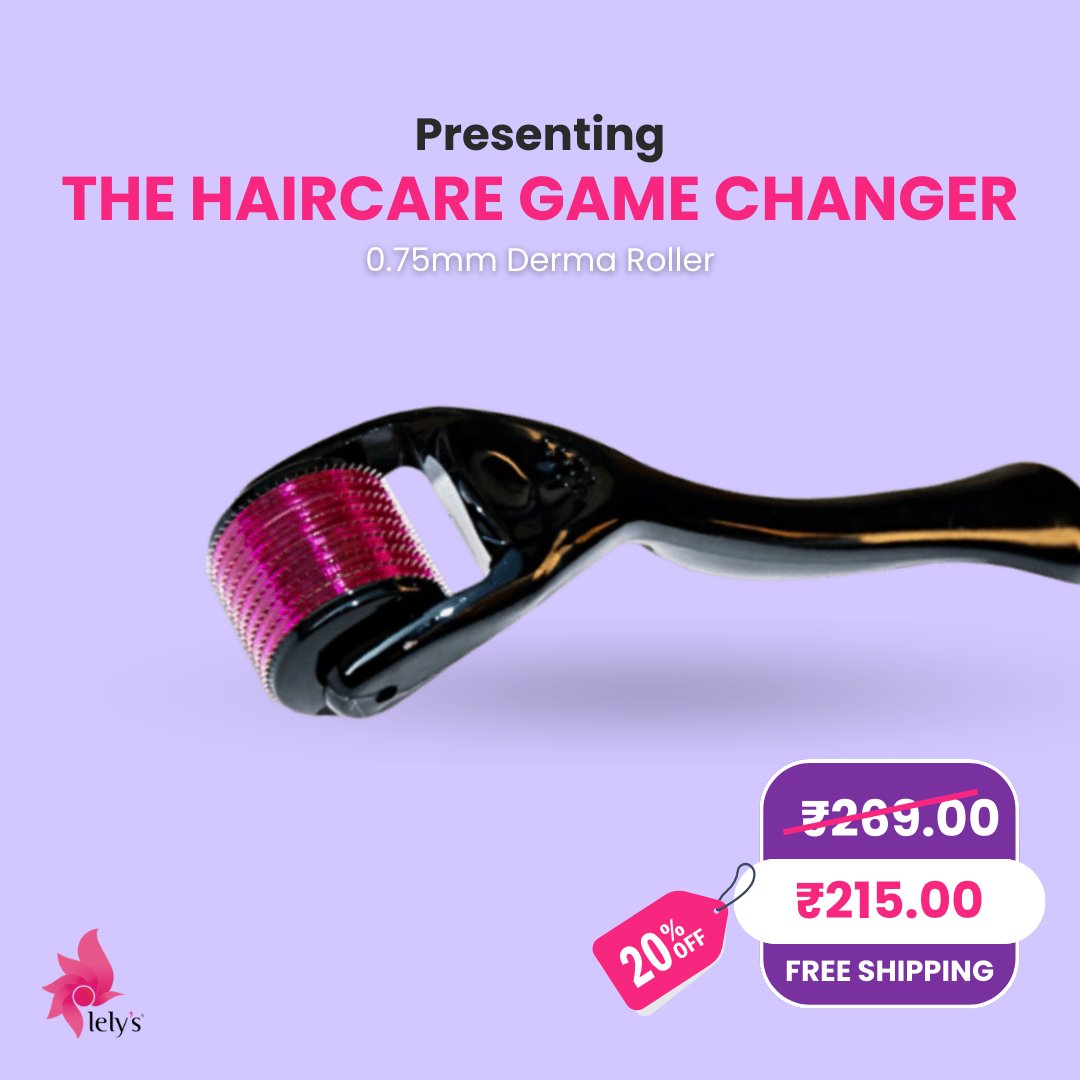 Presenting
THE HAIRCARE GAME CHANGER
0.75mm Derma Roller
₹269.00
₹215.00
20% OFF
FREE SHIPPING
lely's